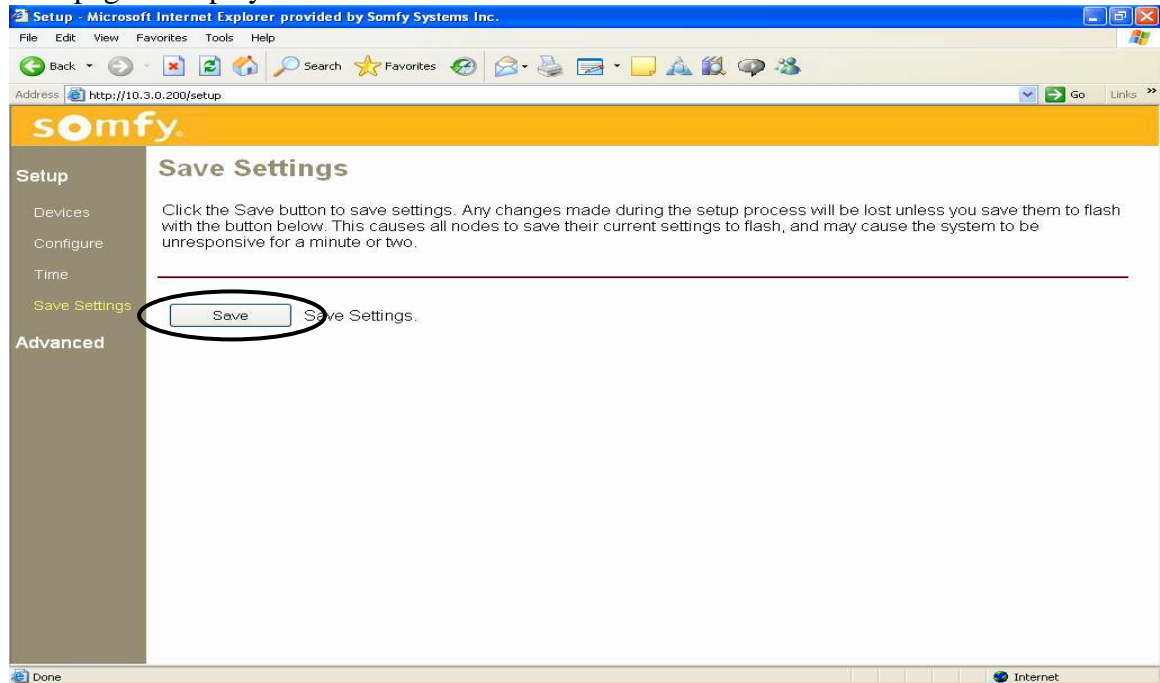 Setup - Microsoft Internet Explorer provided by Somfy Systems Inc.
File Edit View Favorites Tools Help
Back Search Favorites
Address http://10.3.0.200/setup Go Links »
somfy.
Setup
Devices
Configure
Time
Save Settings
Advanced
Save Settings
Click the Save button to save settings. Any changes made during the setup process will be lost unless you save them to flash
with the button below. This causes all nodes to save their current settings to flash, and may cause the system to be
unresponsive for a minute or two.
Save Save Settings.
Done Internet